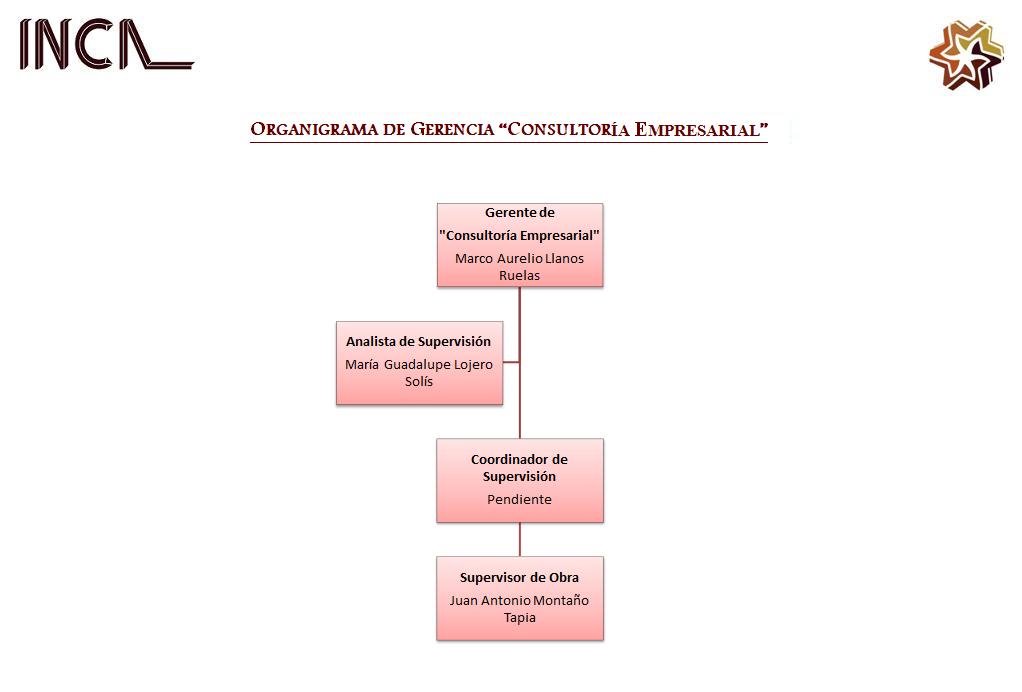 INCA
ORGANIGRAMA DE GERENCIA “CONSULTORÍA EMPRESARIAL”
Gerente de
"Consultoría Empresarial"
Marco Aurelio Llanos
Ruelas
Analista de Supervisión
María Guadalupe Lojero
Solís
Coordinador de
Supervisión
Pendiente
Supervisor de Obra
Juan Antonio Montaño
Tapia